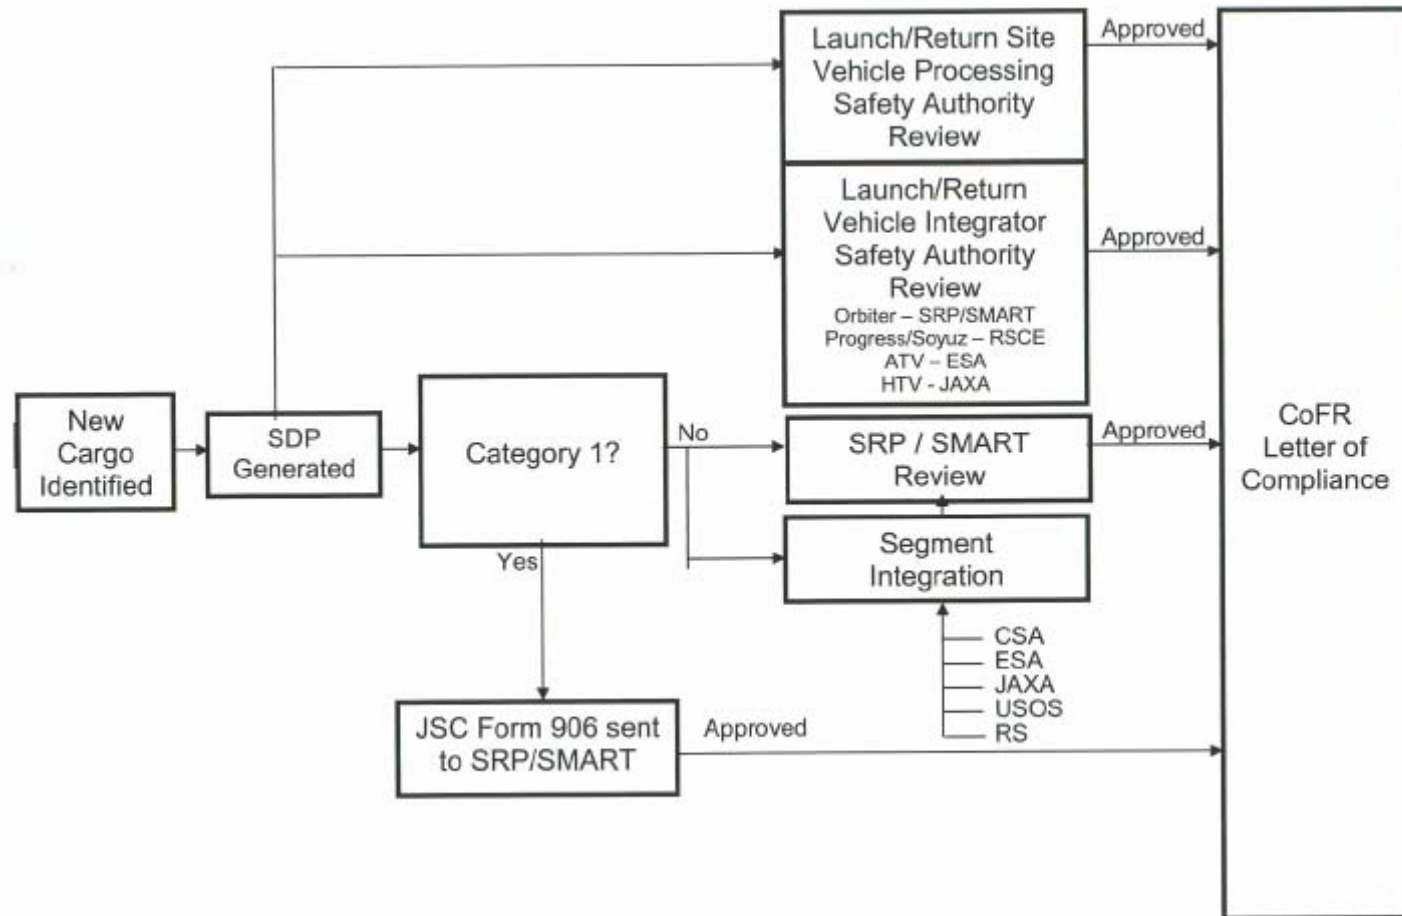 Launch/Return Site
Vehicle Processing
Safety Authority
Review
Approved
Launch/Return
Vehicle Integrator
Safety Authority
Review
Orbiter – SRP/SMART
Progress/Soyuz – RSCE
ATV – ESA
HTV - JAXA
Approved
New
Cargo
Identified
SDP
Generated
Category 1?
No
Yes
SRP / SMART
Review
Approved
Segment
Integration
CSA
ESA
JAXA
USOS
RS
JSC Form 906 sent
to SRP/SMART
Approved
CoFR
Letter of
Compliance